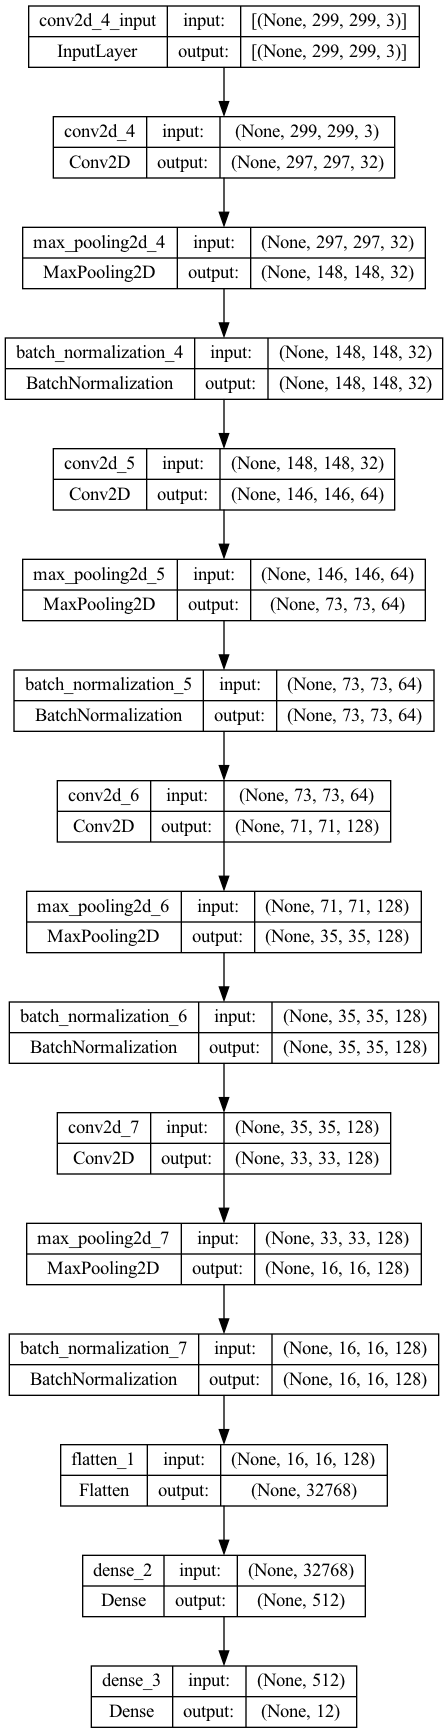 conv2d_4_input input: [(None, 299, 299, 3)]
InputLayer output: [(None, 299, 299, 3)]
conv2d_4 input: (None, 299, 299, 3)
Conv2D output: (None, 297, 297, 32)
max_pooling2d_4 input: (None, 297, 297, 32)
MaxPooling2D output: (None, 148, 148, 32)
batch_normalization_4 input: (None, 148, 148, 32)
BatchNormalization output: (None, 148, 148, 32)
conv2d_5 input: (None, 148, 148, 32)
Conv2D output: (None, 146, 146, 64)
max_pooling2d_5 input: (None, 146, 146, 64)
MaxPooling2D output: (None, 73, 73, 64)
batch_normalization_5 input: (None, 73, 73, 64)
BatchNormalization output: (None, 73, 73, 64)
conv2d_6 input: (None, 73, 73, 64)
Conv2D output: (None, 71, 71, 128)
max_pooling2d_6 input: (None, 71, 71, 128)
MaxPooling2D output: (None, 35, 35, 128)
batch_normalization_6 input: (None, 35, 35, 128)
BatchNormalization output: (None, 35, 35, 128)
conv2d_7 input: (None, 35, 35, 128)
Conv2D output: (None, 33, 33, 128)
max_pooling2d_7 input: (None, 33, 33, 128)
MaxPooling2D output: (None, 16, 16, 128)
batch_normalization_7 input: (None, 16, 16, 128)
BatchNormalization output: (None, 16, 16, 128)
flatten_1 input: (None, 16, 16, 128)
Flatten output: (None, 32768)
dense_2 input: (None, 32768)
Dense output: (None, 512)
dense_3 input: (None, 512)
Dense output: (None, 12)